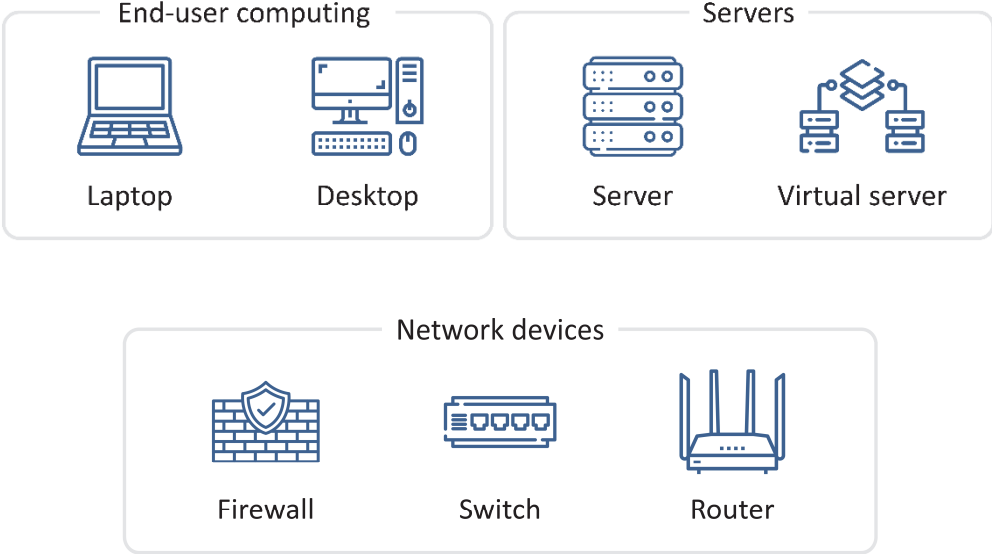 End-user computing
Servers
Laptop
Desktop
Server
Virtual server
Network devices
Firewall
Switch
Router